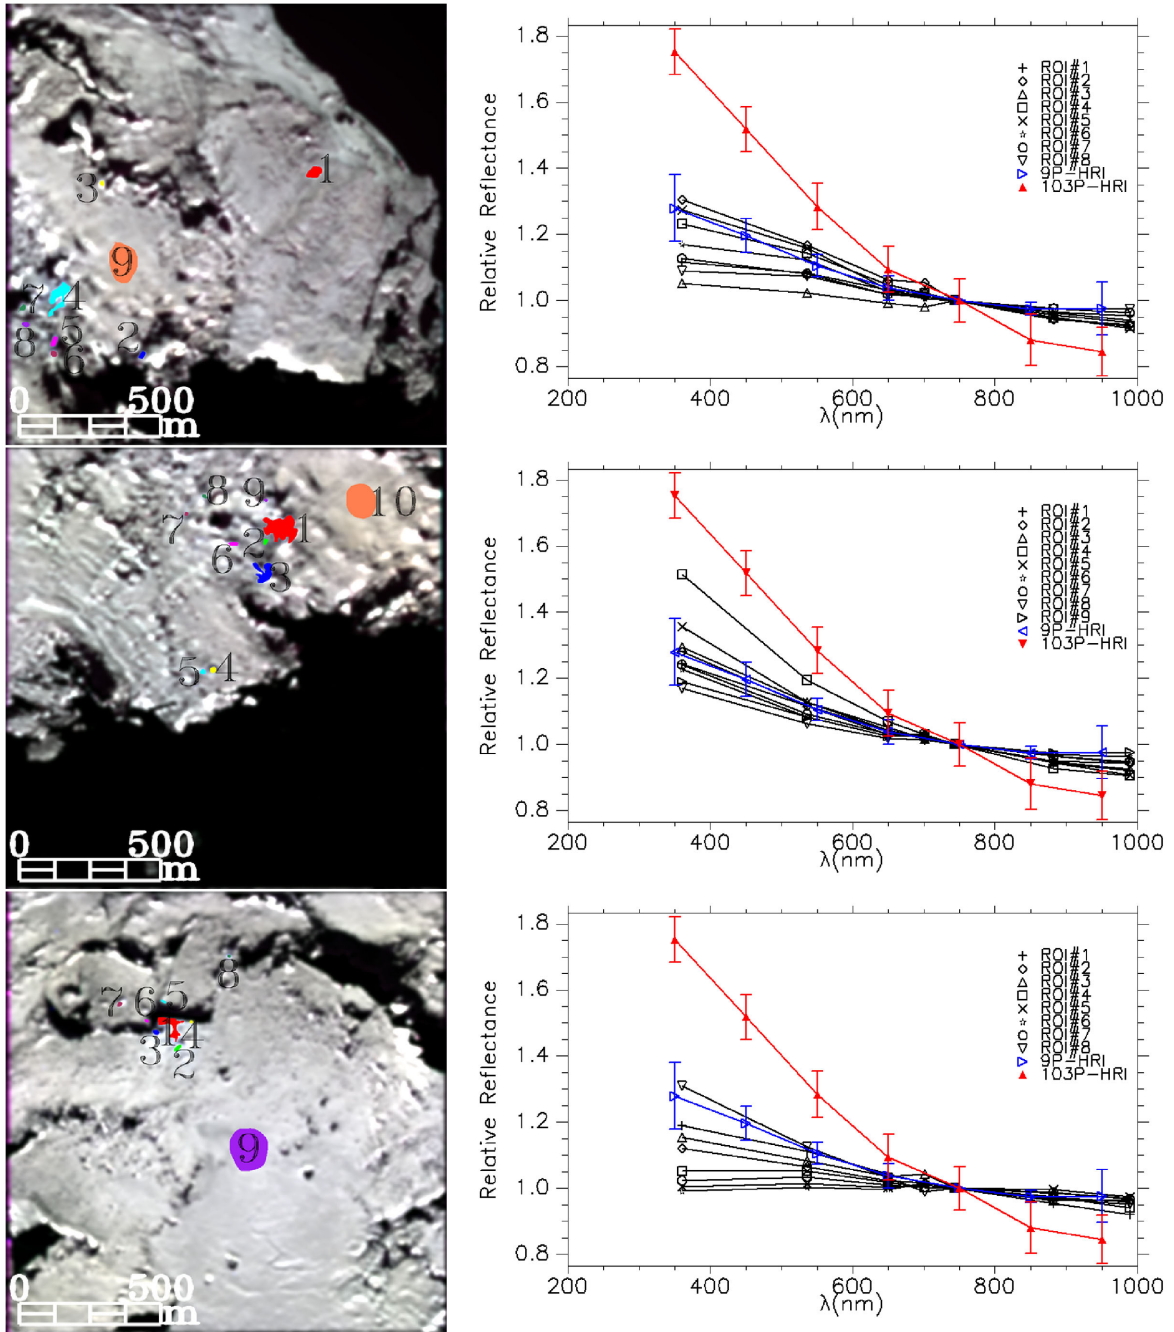 1
3
9
7 4
5
8 2
6
0 500
m
1.8
1.6
1.4
1.2
1.0
0.8
Relative Reflectance
200 400 600 800 1000
λ(nm)
ROI#1
ROI#2
ROI#3
ROI#4
ROI#5
ROI#6
ROI#7
ROI#8
9P-HRI
103P-HRI
8 9 10
7 1
6 2
3
5 4
0 500
m
1.8
1.6
1.4
1.2
1.0
0.8
Relative Reflectance
200 400 600 800 1000
λ(nm)
ROI#1
ROI#2
ROI#3
ROI#4
ROI#5
ROI#6
ROI#7
ROI#8
ROI#9
9P-HRI
103P-HRI
8
7 6 5
3 1 4
2
9
0 500
m
1.8
1.6
1.4
1.2
1.0
0.8
Relative Reflectance
200 400 600 800 1000
λ(nm)
ROI#1
ROI#2
ROI#3
ROI#4
ROI#5
ROI#6
ROI#7
ROI#8
9P-HRI
103P-HRI